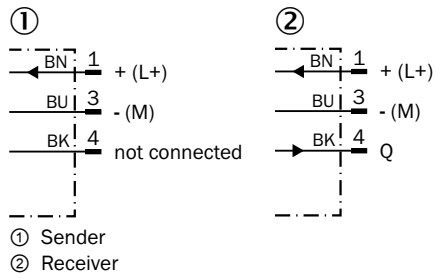 ① ②
BN 1 + (L+) BN 1 + (L+)
BU 3 - (M) BU 3 - (M)
BK 4 not connected BK 4 Q
① Sender
② Receiver